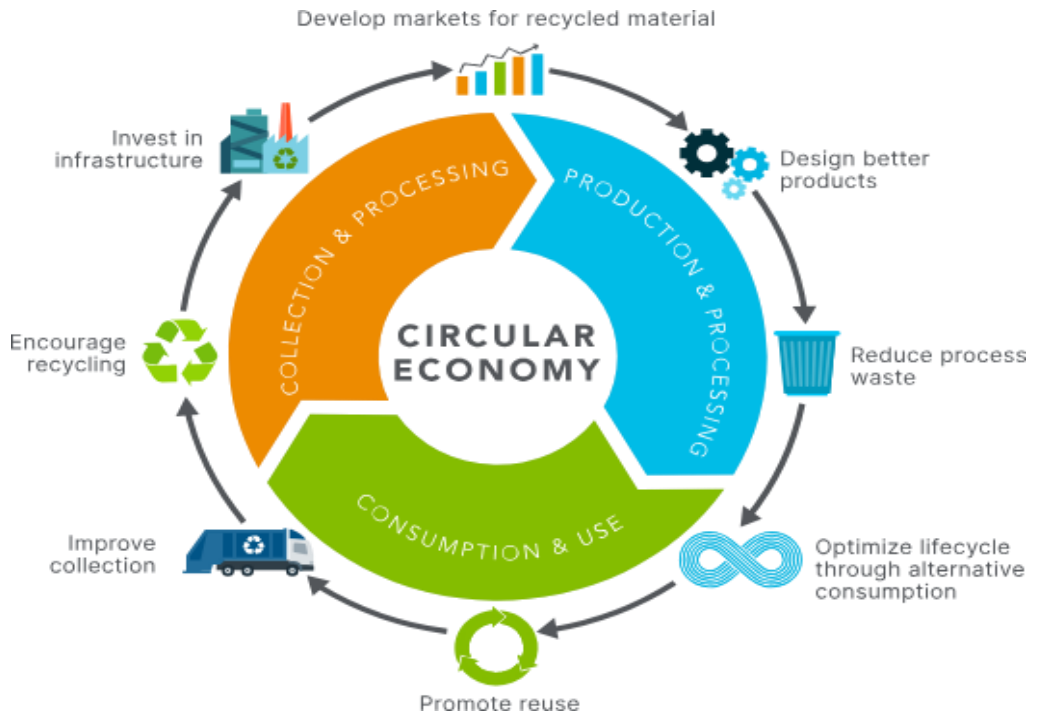 Develop markets for recycled material
Invest in
infrastructure
Design better
products
COLLECTION & PROCESSING
PRODUCTION & PROCESSING
CIRCULAR
ECONOMY
Encourage
recycling
Reduce process
waste
CONSUMPTION & USE
Improve
collection
Optimize lifecycle
through alternative
consumption
Promote reuse